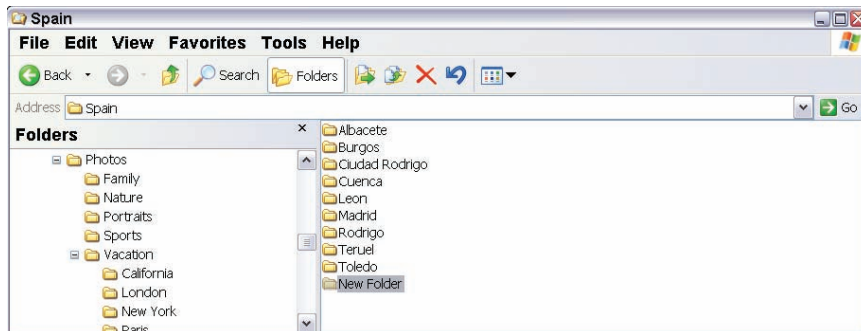 Spain
File Edit View Favorites Tools Help
Back Search Folders
Address Spain Go
Folders ×
Photos
Family
Nature
Portraits
Sports
Vacation
California
London
New York
Paris
Albacete
Burgos
Ciudad Rodrigo
Cuenca
Leon
Madrid
Rodrigo
Teruel
Toledo
New Folder